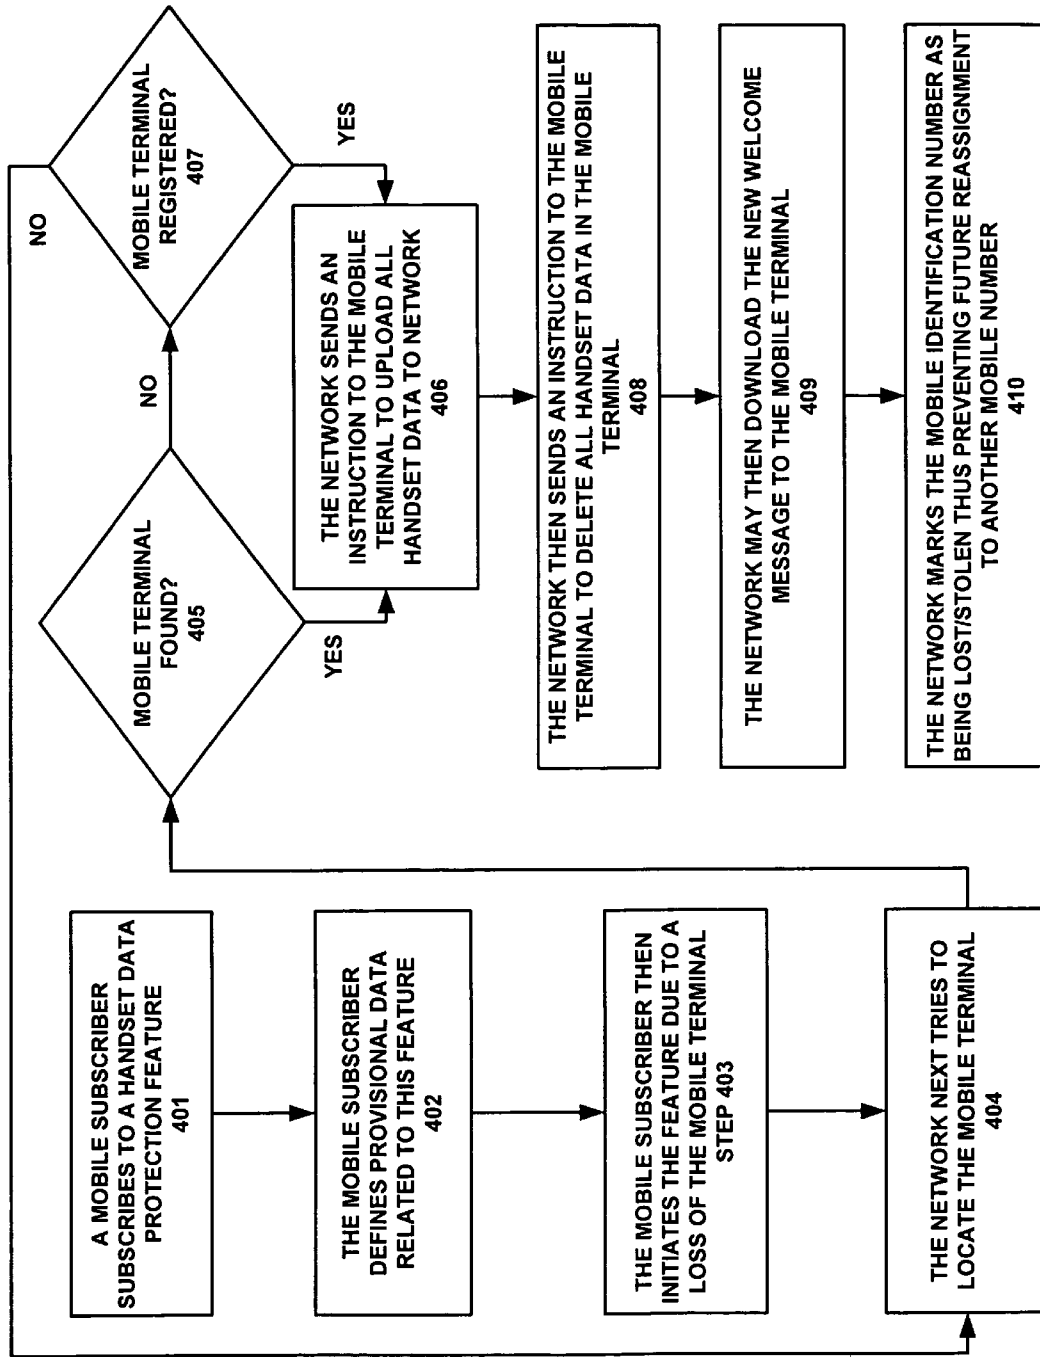 A MOBILE SUBSCRIBER
SUBSCRIBES TO A HANDSET DATA
PROTECTION FEATURE
401
THE MOBILE SUBSCRIBER
DEFINES PROVISIONAL DATA
RELATED TO THIS FEATURE
402
THE MOBILE SUBSCRIBER THEN
INITIATES THE FEATURE DUE TO A
LOSS OF THE MOBILE TERMINAL
STEP 403
THE NETWORK NEXT TRIES TO
LOCATE THE MOBILE TERMINAL
404
MOBILE TERMINAL
FOUND?
405
NO
YES
MOBILE TERMINAL
REGISTERED?
407
NO
YES
THE NETWORK SENDS AN
INSTRUCTION TO THE MOBILE
TERMINAL TO UPLOAD ALL
HANDSET DATA TO NETWORK
406
THE NETWORK THEN SENDS AN INSTRUCTION TO THE MOBILE
TERMINAL TO DELETE ALL HANDSET DATA IN THE MOBILE
TERMINAL
408
THE NETWORK MAY THEN DOWNLOAD THE NEW WELCOME
MESSAGE TO THE MOBILE TERMINAL
409
THE NETWORK MARKS THE MOBILE IDENTIFICATION NUMBER AS
BEING LOST/STOLEN THUS PREVENTING FUTURE REASSIGNMENT
TO ANOTHER MOBILE NUMBER
410